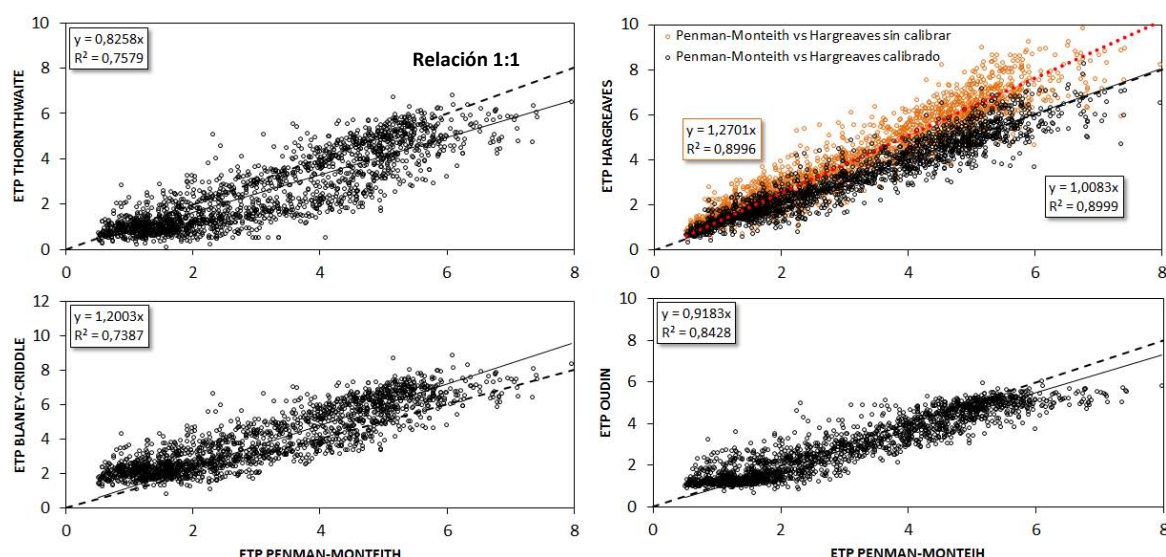 10
8
6
4
2
0
ETP THORNTHWAITE
y = 0,8258x
R² = 0,7579
Relación 1:1
0 2 4 6 8
10
8
6
4
2
0
ETP HARGREAVES
Penman-Monteith vs Hargreaves sin calibrar
Penman-Monteith vs Hargreaves calibrado
y = 1,2701x
R² = 0,8996
y = 1,0083x
R² = 0,8999
0 2 4 6 8
12
10
8
6
4
2
0
ETP BLANEY-CRIDDLE
y = 1,2003x
R² = 0,7387
0 2 4 6 8
ETP PENMAN-MONTEITH
10
8
6
4
2
0
ETP OUDIN
y = 0,9183x
R² = 0,8428
0 2 4 6 8
ETP PENMAN-MONTEIH